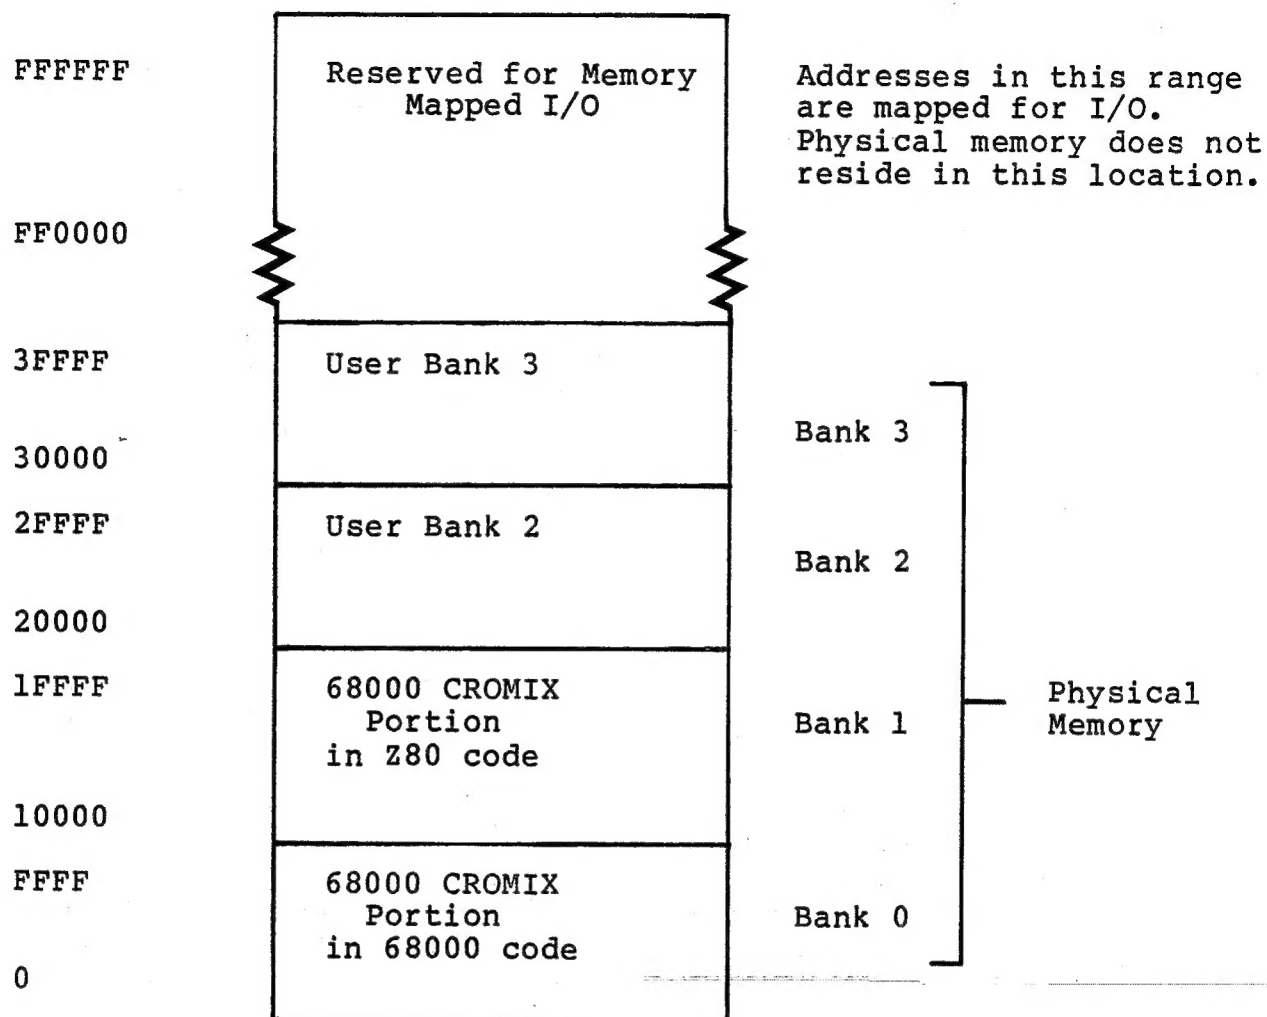 FFFFFF
Reserved for Memory
Mapped I/O
Addresses in this range
are mapped for I/O.
Physical memory does not
reside in this location.
FF0000
3FFFF
User Bank 3
Bank 3
30000
2FFFF
User Bank 2
Bank 2
20000
1FFFF
68000 CROMIX
Portion
in Z80 code
Bank 1
Physical
Memory
10000
FFFF
68000 CROMIX
Portion
in 68000 code
Bank 0
0